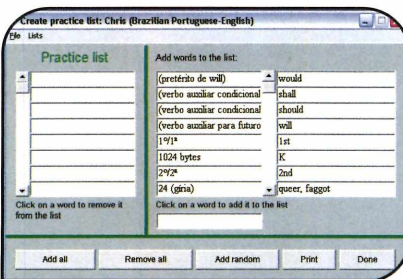 Create practice list: Chris (Brazilian Portuguese-English)
File Lists
Practice list
Add words to the list:
(pretérito de will) would
(verbo auxiliar condicional shall
(verbo auxiliar condicional should
(verbo auxiliar para futuro will
1º/1ª 1st
1024 bytes K
2º/2ª 2nd
24 (gíria) queer, faggot
Click on a word to remove it
from the list
Click on a word to add it to the list
Add all Remove all Add random Print Done